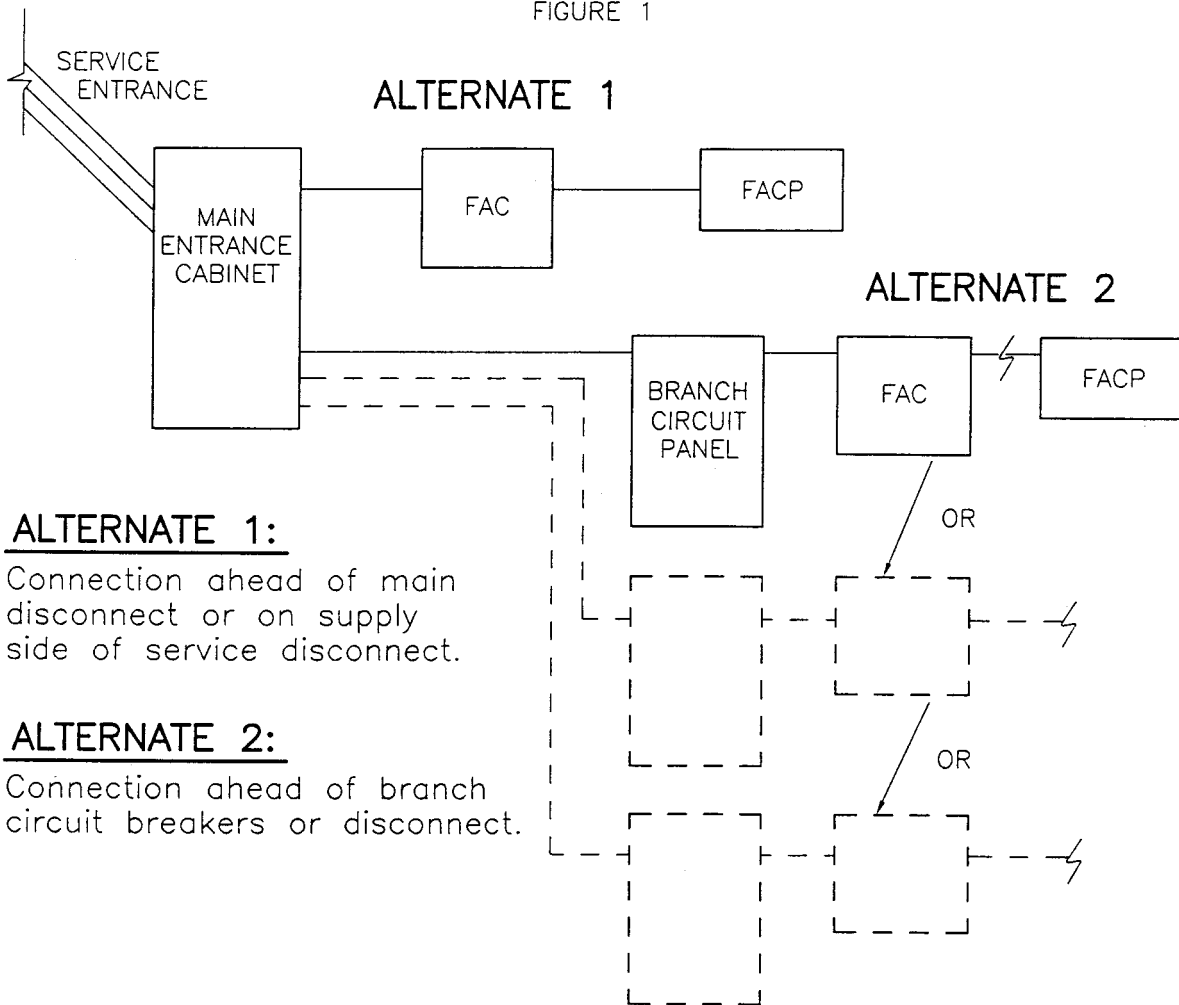 FIGURE 1
SERVICE
ENTRANCE
ALTERNATE 1
MAIN
ENTRANCE
CABINET
FAC
FACP
ALTERNATE 2
BRANCH
CIRCUIT
PANEL
FAC
FACP
OR
OR
ALTERNATE 1:
Connection ahead of main
disconnect or on supply
side of service disconnect.
ALTERNATE 2:
Connection ahead of branch
circuit breakers or disconnect.